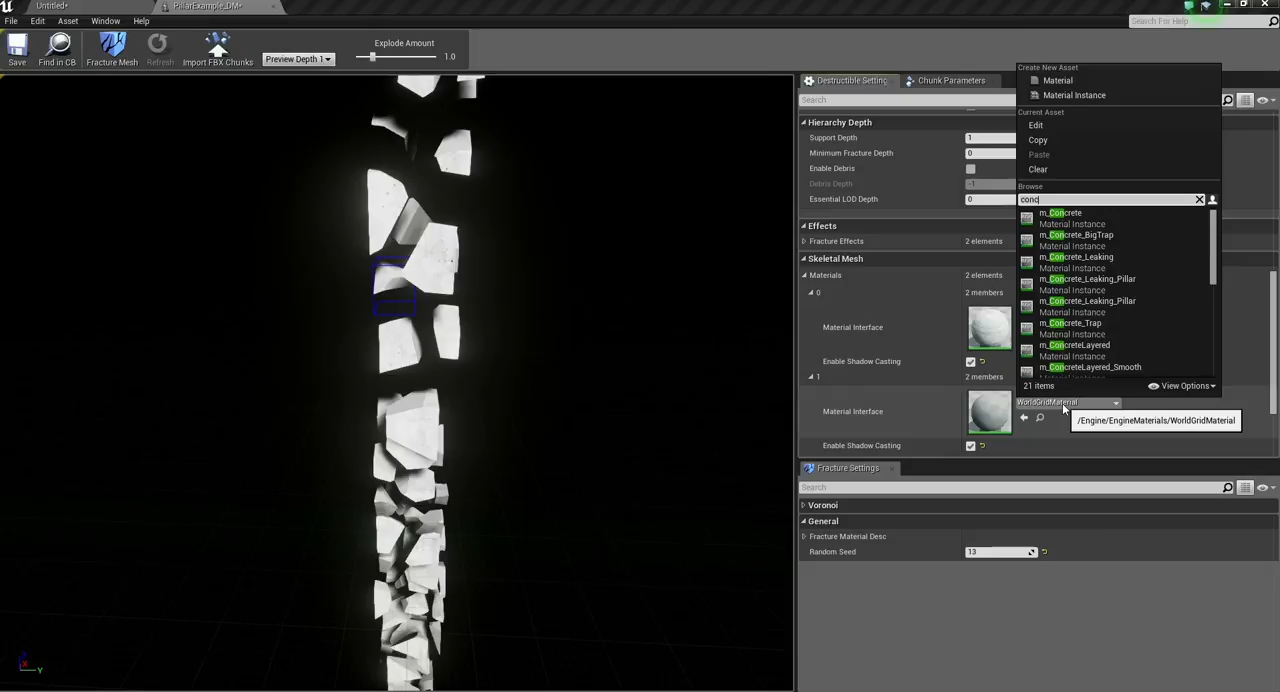 Untitled*
PillarExample_DM*
File Edit Asset Window Help
Search For Help
Save
Find in CB
Fracture Mesh
Refresh
Import FBX Chunks
Preview Depth 1
Explode Amount
1.0
Destructible Setting
Chunk Parameters
Search
Hierarchy Depth
Support Depth 1
Minimum Fracture Depth 0
Enable Debris
Debris Depth -1
Essential LOD Depth 0
Effects
Fracture Effects 2 elements
Skeletal Mesh
Materials 2 elements
0 2 members
Material Interface
Enable Shadow Casting
1 2 members
Material Interface
Enable Shadow Casting
Create New Asset
Material
Material Instance
Current Asset
Edit
Copy
Paste
Clear
Browse
conc
m_Concrete
Material Instance
m_Concrete_BigTrap
Material Instance
m_Concrete_Leaking
Material Instance
m_Concrete_Leaking_Pillar
Material Instance
m_Concrete_Leaking_Pillar
Material Instance
m_Concrete_Trap
Material Instance
m_ConcreteLayered
Material Instance
m_ConcreteLayered_Smooth
Material Instance
21 items
View Options
WorldGridMaterial
/Engine/EngineMaterials/WorldGridMaterial
Fracture Settings
Search
Voronoi
General
Fracture Material Desc
Random Seed 13
X
Y